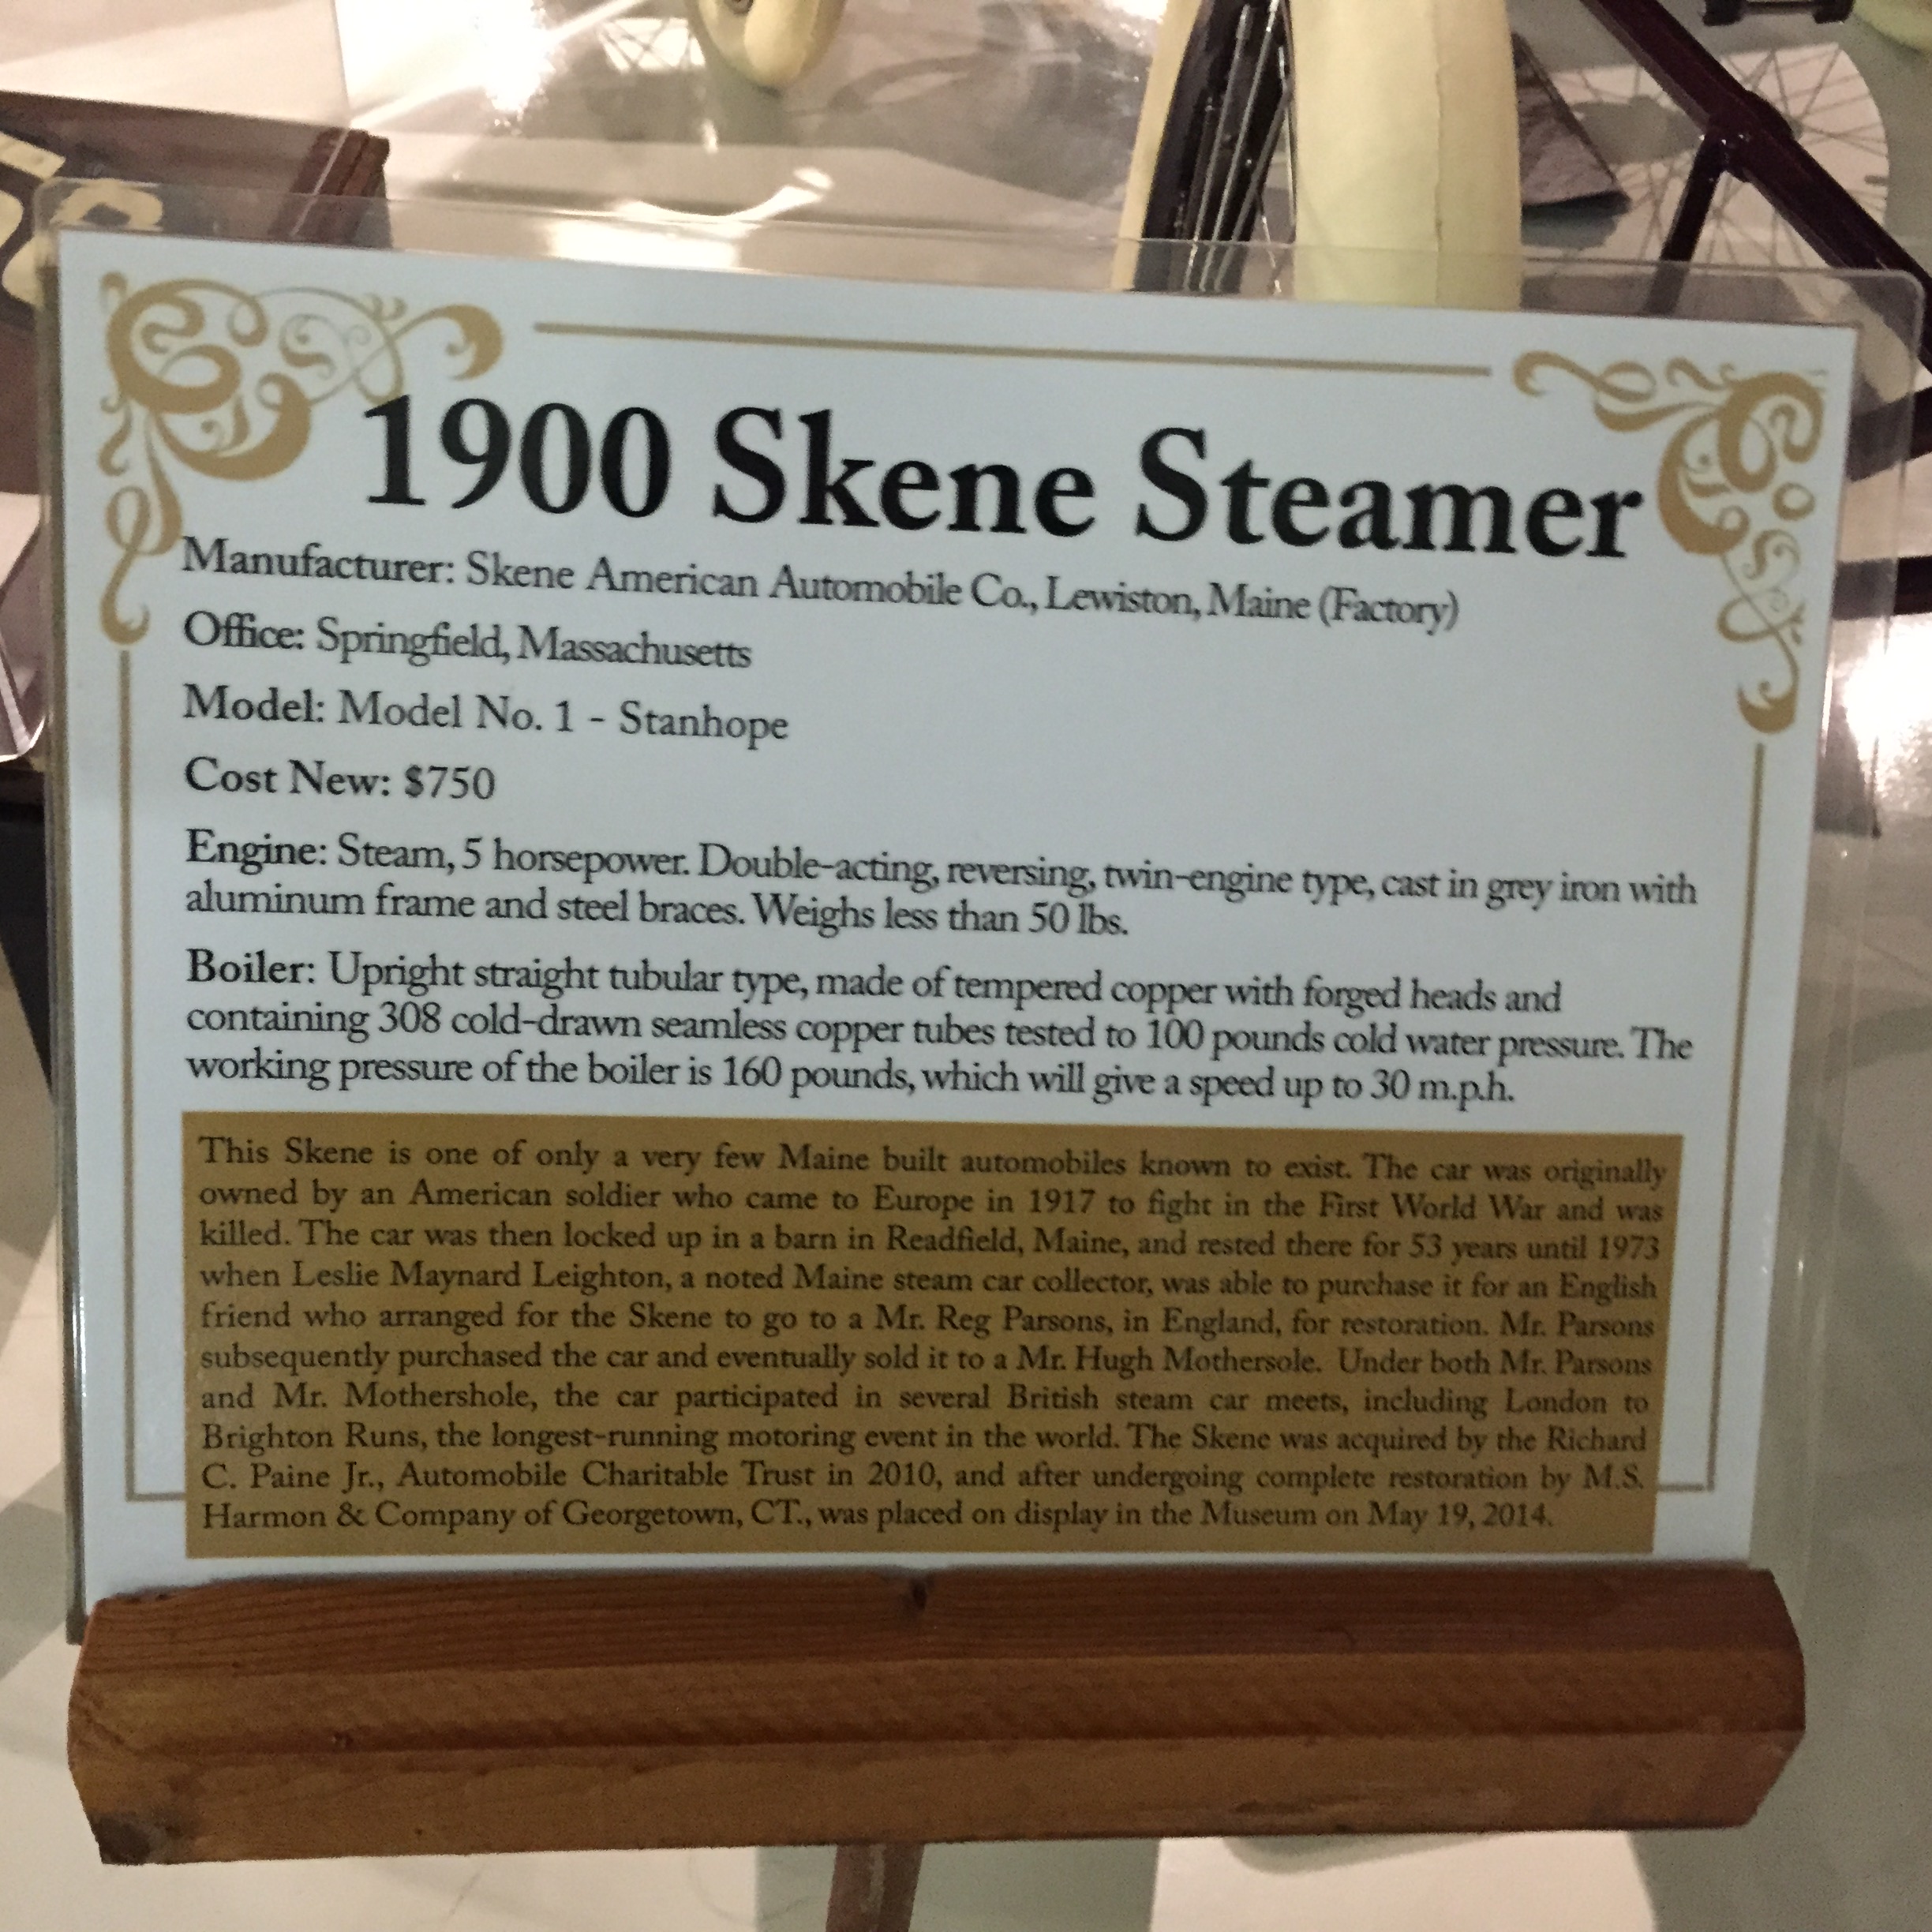 1900 Skene Steamer
Manufacturer: Skene American Automobile Co., Lewiston, Maine (Factory)
Office: Springfield, Massachusetts
Model: Model No. 1 - Stanhope
Cost New: $750
Engine: Steam, 5 horsepower. Double-acting, reversing, twin-engine type, cast in grey iron with
aluminum frame and steel braces. Weighs less than 50 lbs.
Boiler: Upright straight tubular type, made of tempered copper with forged heads and
containing 308 cold-drawn seamless copper tubes tested to 100 pounds cold water pressure. The
working pressure of the boiler is 160 pounds, which will give a speed up to 30 m.p.h.
This Skene is one of only a very few Maine built automobiles known to exist. The car was originally
owned by an American soldier who came to Europe in 1917 to fight in the First World War and was
killed. The car was then locked up in a barn in Readfield, Maine, and rested there for 53 years until 1973
when Leslie Maynard Leighton, a noted Maine steam car collector, was able to purchase it for an English
friend who arranged for the Skene to go to a Mr. Reg Parsons, in England, for restoration. Mr. Parsons
subsequently purchased the car and eventually sold it to a Mr. Hugh Mothersole. Under both Mr. Parsons
and Mr. Mothershole, the car participated in several British steam car meets, including London to
Brighton Runs, the longest-running motoring event in the world. The Skene was acquired by the Richard
C. Paine Jr., Automobile Charitable Trust in 2010, and after undergoing complete restoration by M.S.
Harmon & Company of Georgetown, CT., was placed on display in the Museum on May 19, 2014.